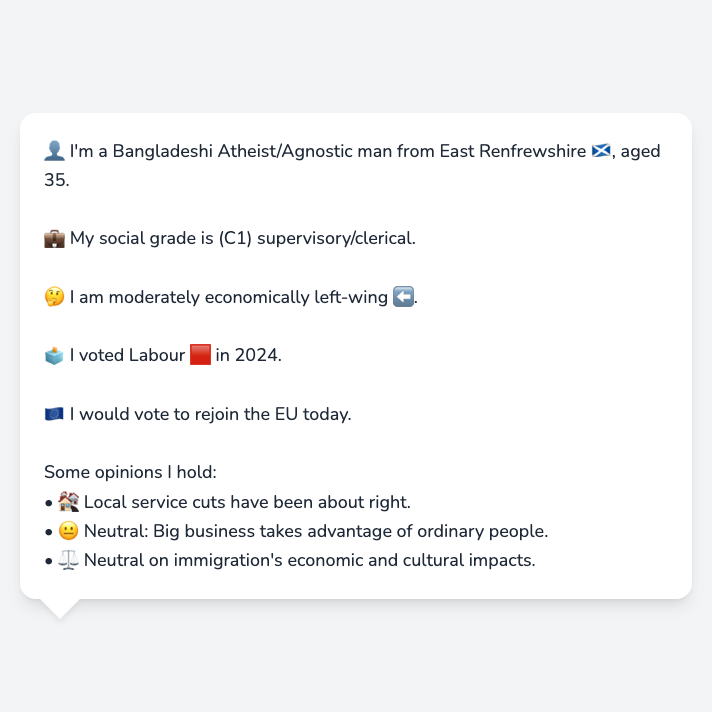 👤 I'm a Bangladeshi Atheist/Agnostic man from East Renfrewshire 🏴󠁧󠁢󠁳󠁣󠁴󠁿, aged
35.
💼 My social grade is (C1) supervisory/clerical.
🤔 I am moderately economically left-wing ⬅️.
🗳️ I voted Labour 🟥 in 2024.
🇪🇺 I would vote to rejoin the EU today.
Some opinions I hold:
• 🏚️ Local service cuts have been about right.
• 😐 Neutral: Big business takes advantage of ordinary people.
• ⚖️ Neutral on immigration's economic and cultural impacts.